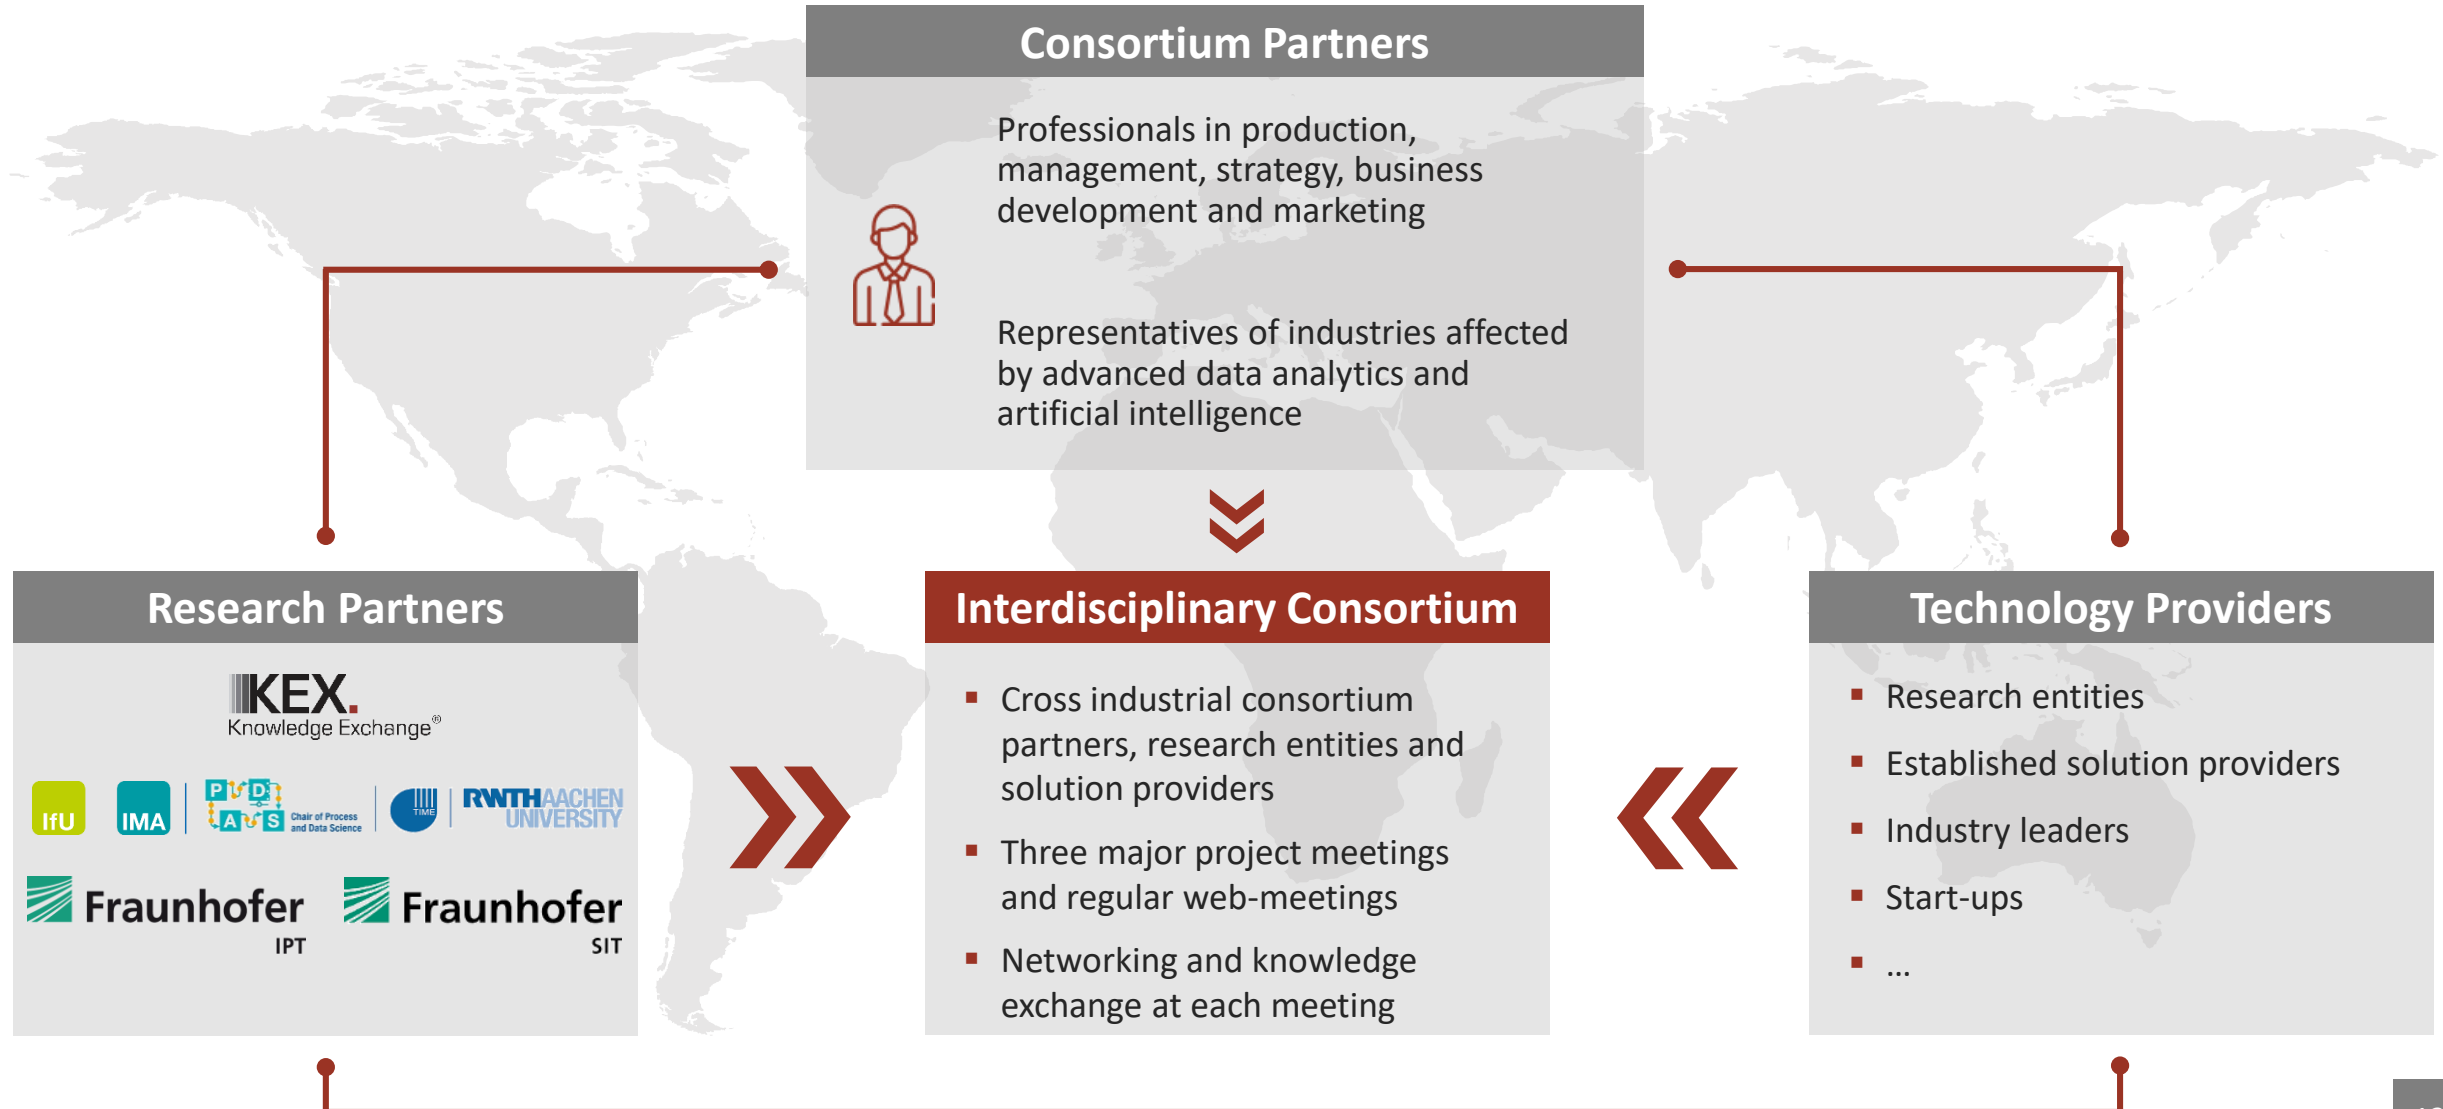 Consortium Partners
Professionals in production,
management, strategy, business
development and marketing
Representatives of industries affected
by advanced data analytics and
artificial intelligence
Research Partners
KEX.
Knowledge Exchange®
IfU
IMA
P D
A S
Chair of Process
and Data Science
TIME
RWTH AACHEN
UNIVERSITY
Fraunhofer
IPT
Fraunhofer
SIT
Interdisciplinary Consortium
▪ Cross industrial consortium
partners, research entities and
solution providers
▪ Three major project meetings
and regular web-meetings
▪ Networking and knowledge
exchange at each meeting
Technology Providers
▪ Research entities
▪ Established solution providers
▪ Industry leaders
▪ Start-ups
▪ ...